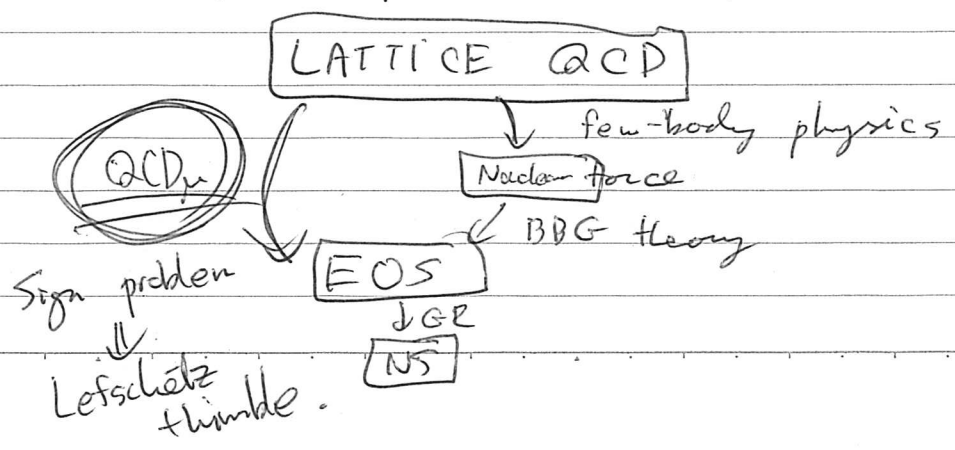 LATTICE QCD
few-body physics
QCDμ
Nuclear Force
BBG theory
EOS
Sign problem
⇓
↓ GR
NS
Lefschetz
thimble.